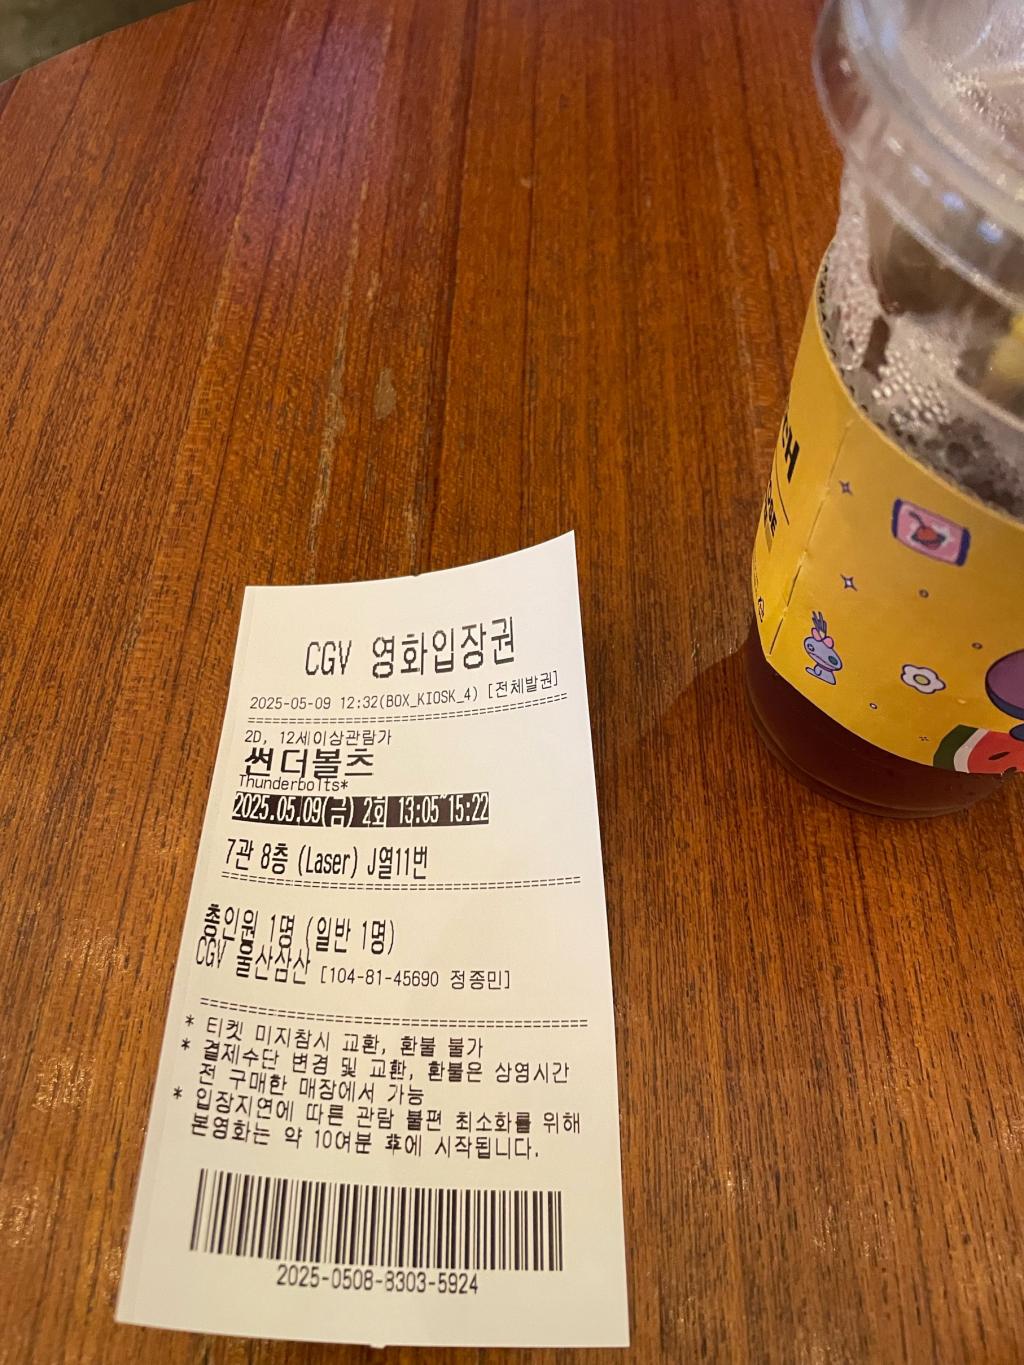 CGV 영화입장권
2025-05-09 12:32(BOX_KIOSK_4) [전체발권]
2D, 12세이상관람가
썬더볼츠
Thunderbolts*
2025.05.09(금) 2회 13:05~15:22
7관 8층 (Laser) J열11번
총인원 1명 (일반 1명)
CGV 울산삼산 [104-81-45690 정종민]
* 티켓 미지참시 교환, 환불 불가
* 결제수단 변경 및 교환, 환불은 상영시간
전 구매한 매장에서 가능
* 입장지연에 따른 관람 불편 최소화를 위해
본영화는 약 10여분 후에 시작됩니다.
2025-0508-8303-5924